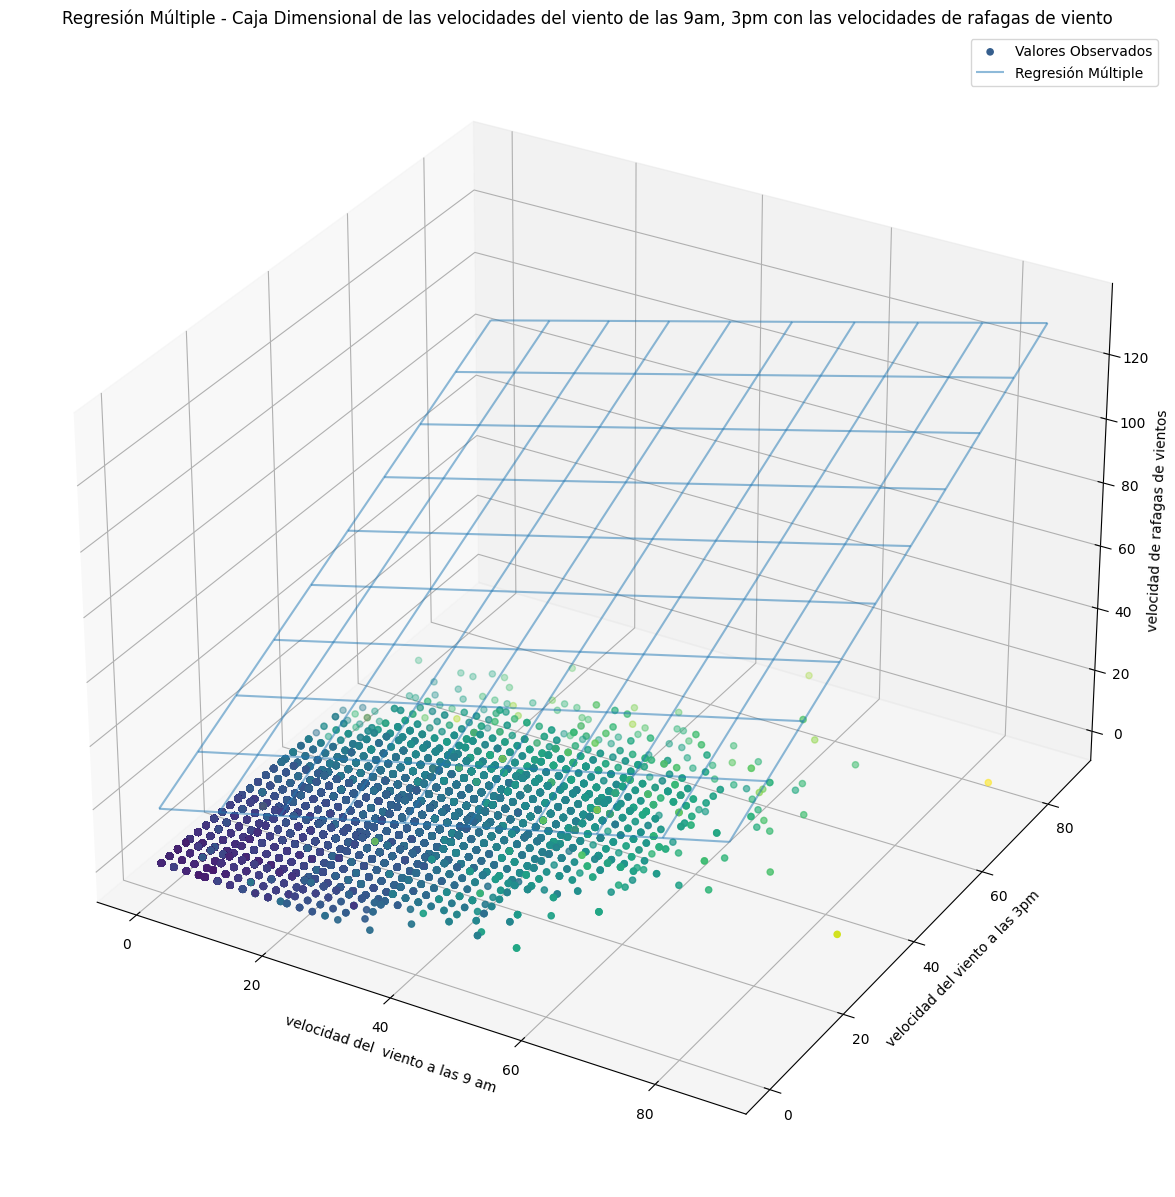 Regresión Múltiple - Caja Dimensional de las velocidades del viento de las 9am, 3pm con las velocidades de rafagas de viento
Valores Observados
Regresión Múltiple
120
100
80
60
40
20
0
velocidad de rafagas de vientos
80
60
40
20
0
velocidad del viento a las 3pm
0
20
40
60
80
velocidad del  viento a las 9 am